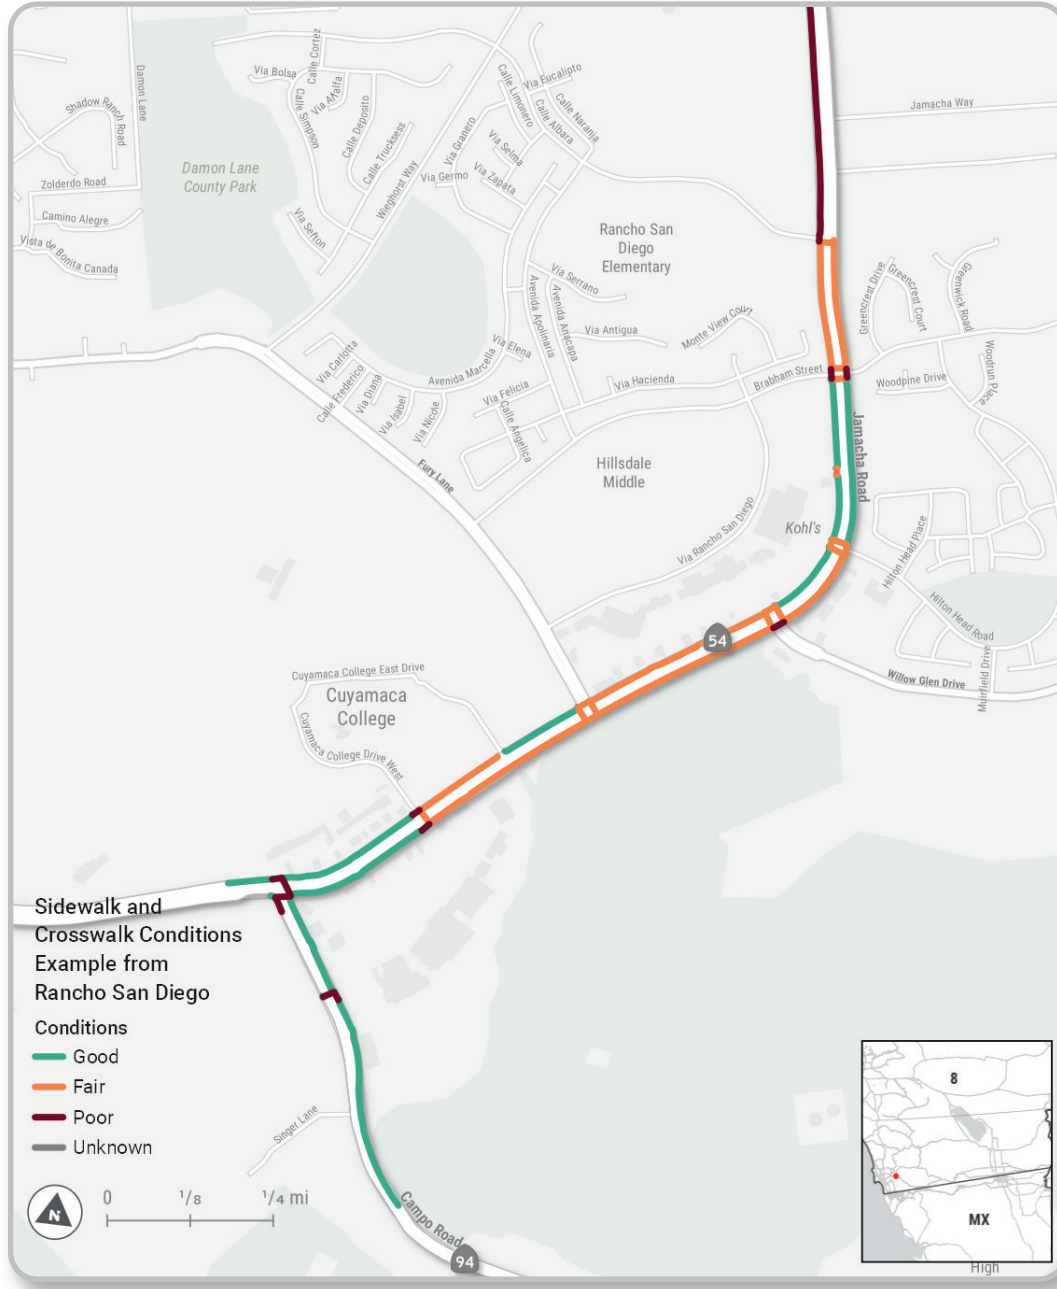 Calle Cortez
Via Bolsa
Damon Lane
Via Alfalfa
Calle Simpson
Calle Deposito
Calle Trucksess
Shadow Ranch Road
Calle Limonero
Via Eucalipto
Calle Naranja
Calle Albara
Via Granero
Via Selma
Via Germo
Via Zapata
Wieghorst Way
Jamacha Way
Damon Lane
County Park
Zolderdo Road
Camino Alegre
Vista de Bonita Canada
Via Sefton
Rancho San
Diego
Elementary
Via Serrano
Avenida Apolinaria
Avenida Anacapa
Via Antigua
Monte View Court
Greencrest Drive
Greencrest Court
Greenwick Road
Via Elena
Avenida Marcella
Via Carlotta
Calle Frederico
Via Diana
Via Isabel
Via Nicole
Via Felicia
Calle Angelica
Via Hacienda
Brabham Street
Woodpine Drive
Woodrun Place
Jamacha Road
Fury Lane
Hillsdale
Middle
Kohl's
Via Rancho San Diego
Hilton Head Place
Hilton Head Road
54
Willow Glen Drive
Muirfield Drive
Cuyamaca College East Drive
Cuyamaca
College
Cuyamaca College Drive West
Sidewalk and
Crosswalk Conditions
Example from
Rancho San Diego
Conditions
Good
Fair
Poor
Unknown
Singer Lane
N
0 1/8 1/4 mi
Campo Road
94
8
MX
High